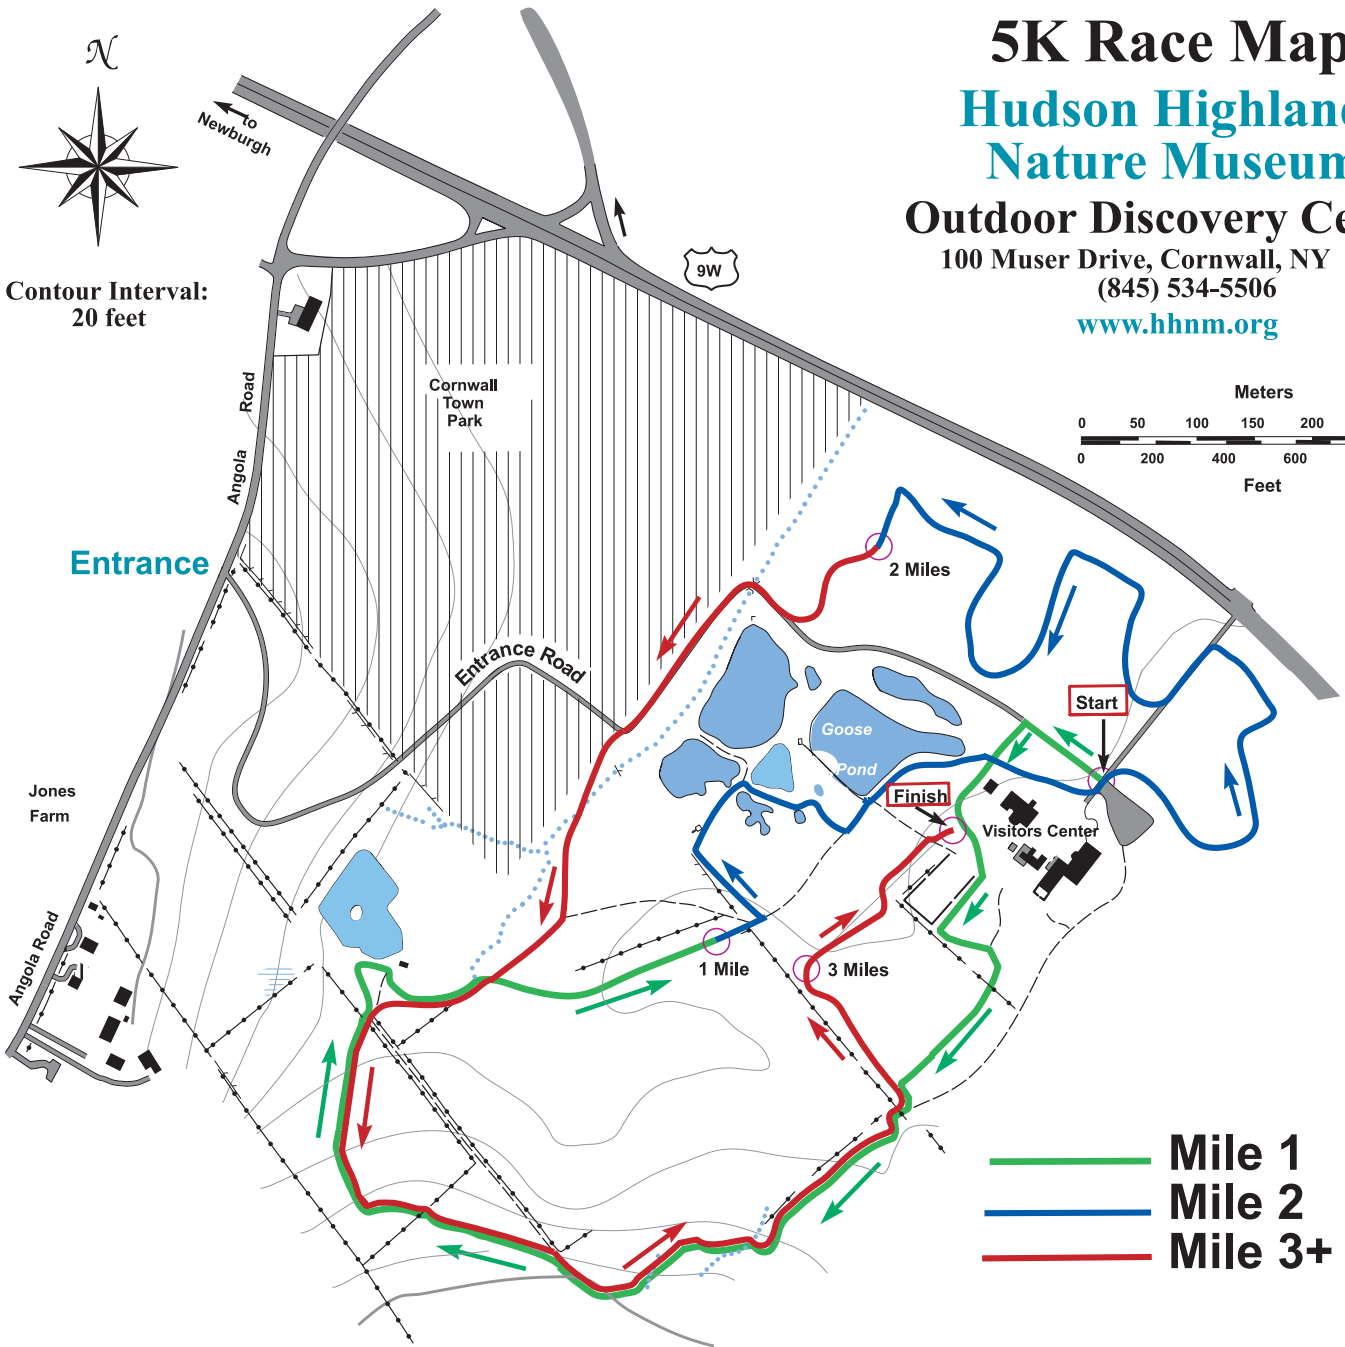 5K Race Map
Hudson Highland
Nature Museum
Outdoor Discovery Ce
100 Muser Drive, Cornwall, NY
(845) 534-5506
www.hhnm.org
N
to
Newburgh
Contour Interval:
20 feet
9W
Meters
0 50 100 150 200
0 200 400 600
Feet
Cornwall
Town
Park
Angola Road
Entrance
2 Miles
Entrance Road
Start
Goose
Pond
Finish
Visitors Center
Jones
Farm
Angola Road
1 Mile
3 Miles
Mile 1
Mile 2
Mile 3+